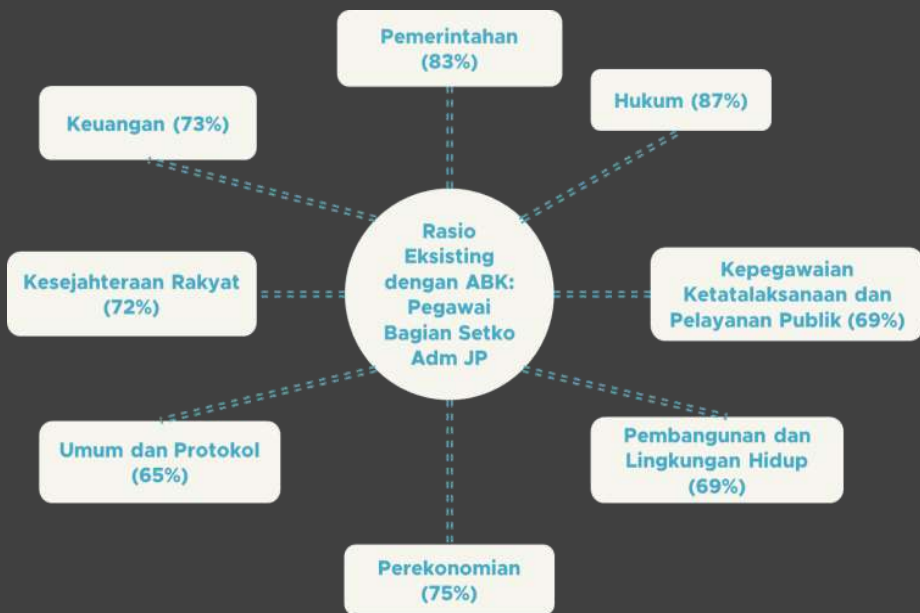 Pemerintahan
(83%)
Hukum (87%)
Keuangan (73%)
Rasio
Eksisting
dengan ABK:
Pegawai
Bagian Setko
Adm JP
Kesejahteraan Rakyat
(72%)
Kepegawaian
Ketatalaksanaan dan
Pelayanan Publik (69%)
Umum dan Protokol
(65%)
Pembangunan dan
Lingkungan Hidup
(69%)
Perekonomian
(75%)